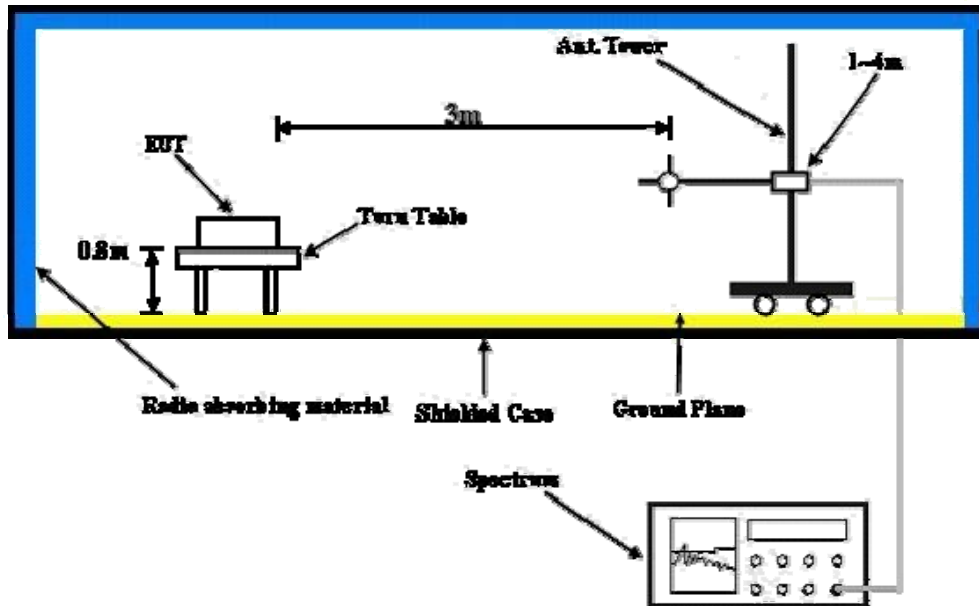 Ant. Tower
1~4m
3m
EUT
Turn Table
0.8m
Radio absorbing material
Shielded Case
Ground Plane
Spectrum